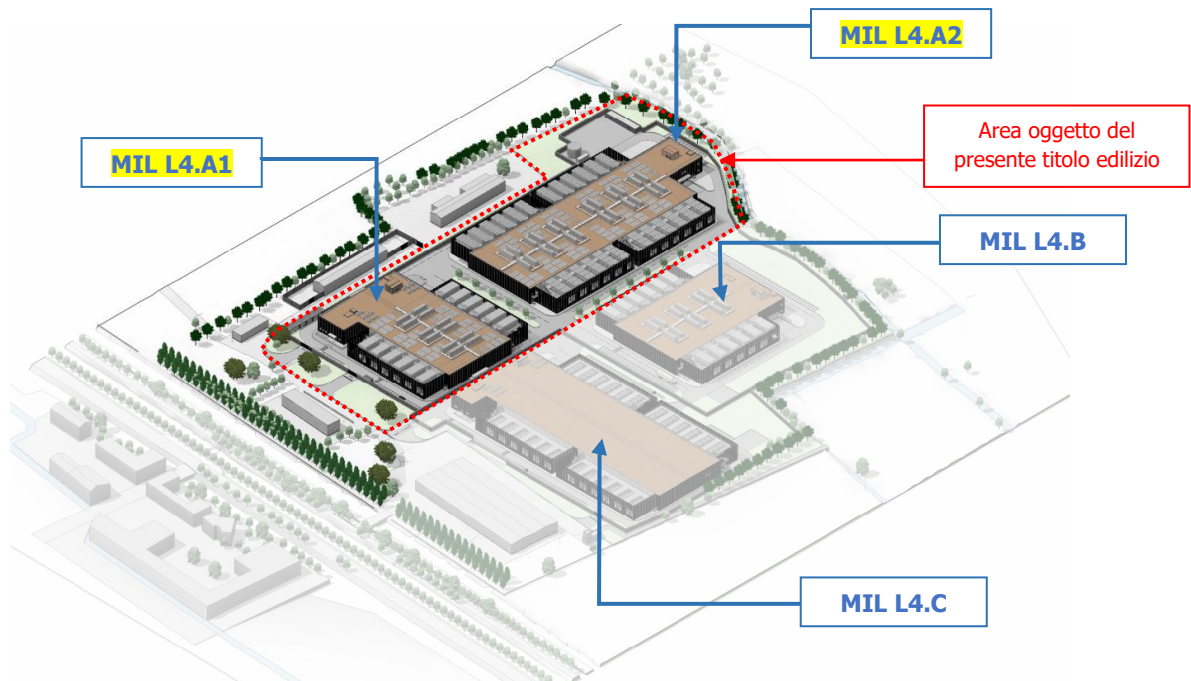 MIL L4.A2
Area oggetto del
presente titolo edilizio
MIL L4.A1
MIL L4.B
MIL L4.C